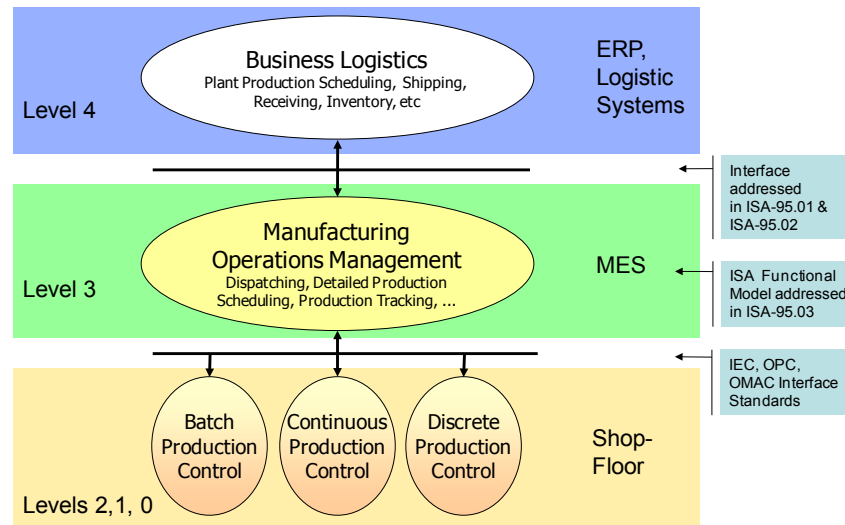 Business Logistics
Plant Production Scheduling, Shipping,
Receiving, Inventory, etc
ERP,
Logistic
Systems
Level 4
Interface
addressed
in ISA-95.01 &
ISA-95.02
Manufacturing
Operations Management
Dispatching, Detailed Production
Scheduling, Production Tracking, ...
MES
Level 3
ISA Functional
Model addressed
in ISA-95.03
IEC, OPC,
OMAC Interface
Standards
Batch
Production
Control
Continuous
Production
Control
Discrete
Production
Control
Shop-
Floor
Levels 2,1, 0